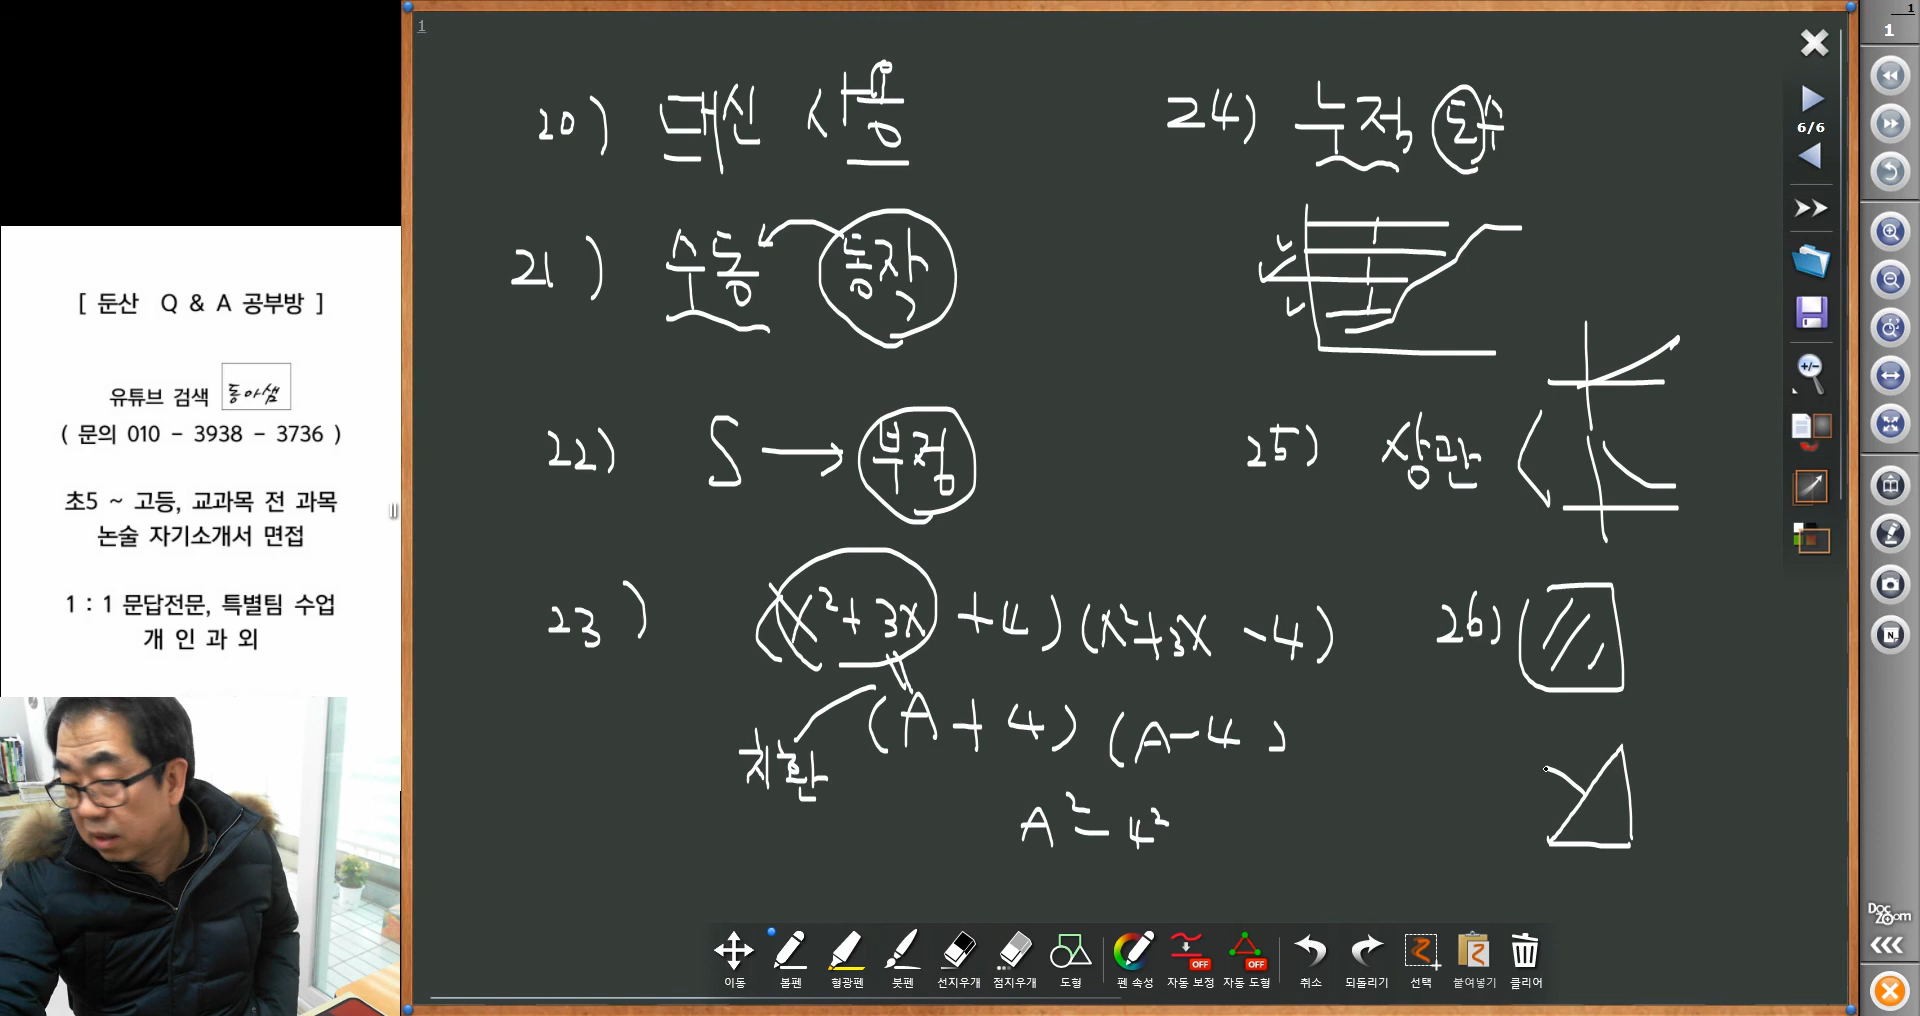 [ 둔산 Q & A 공부방 ]
유튜브 검색 동아샘
( 문의 010 - 3938 - 3736 )
초5 ~ 고등, 교과목 전 과목
논술 자기소개서 면접
1 : 1 문답전문, 특별팀 수업
개 인 과 외
1
20) 대신 사용
21) 수동 동작
22) S → 부정
23) (x²+3x+4)(x²+3x-4)
(A+4)(A-4)
치환
A²-4²
24) 누적 도수
25) 상관
26)
6/6
1
1
+/-
N
Doc Zoom
이동
볼펜
형광펜
붓펜
선지우개
점지우개
도형
펜 속성
OFF
자동 보정
OFF
자동 도형
취소
되돌리기
선택
붙여넣기
클리어